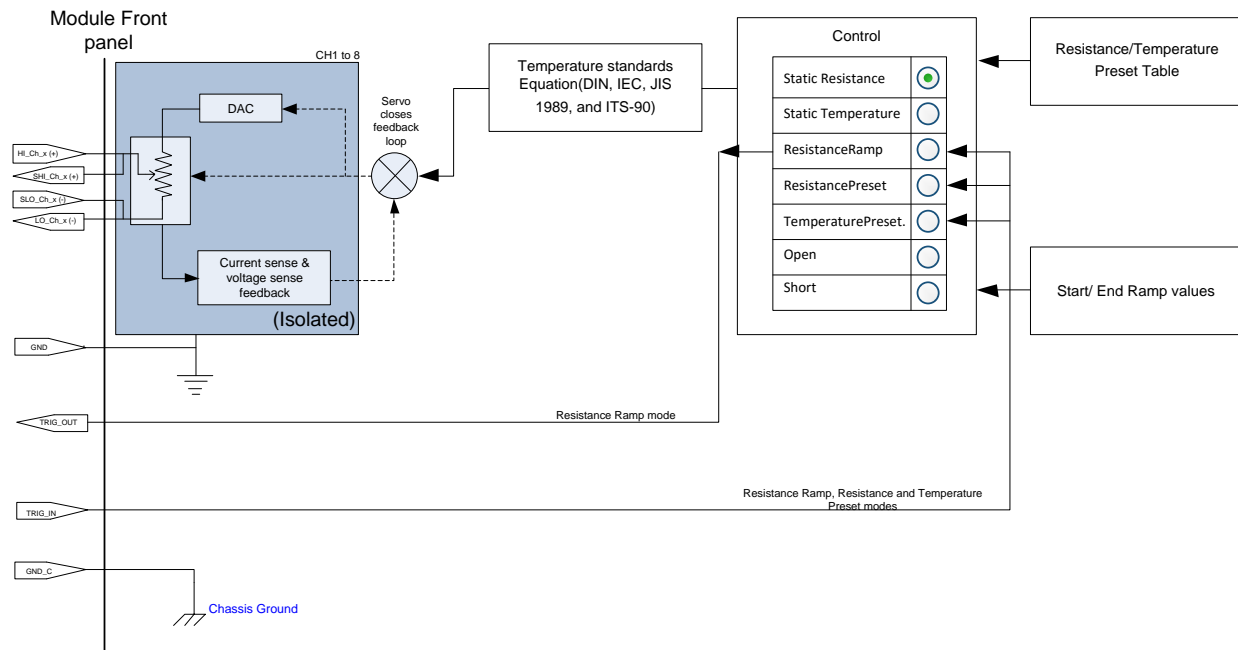 Module Front
panel
CH1 to 8
DAC
Servo
closes
feedback
loop
HI_Ch_x (+)
SHI_Ch_x (+)
SLO_Ch_x (-)
LO_Ch_x (-)
Current sense &
voltage sense
feedback
(Isolated)
Temperature standards
Equation(DIN, IEC, JIS
1989, and ITS-90)
Control
Static Resistance
Static Temperature
ResistanceRamp
ResistancePreset
TemperaturePreset.
Open
Short
Resistance/Temperature
Preset Table
Start/ End Ramp values
GND
TRIG_OUT
Resistance Ramp mode
TRIG_IN
Resistance Ramp, Resistance and Temperature
Preset modes
GND_C
Chassis Ground